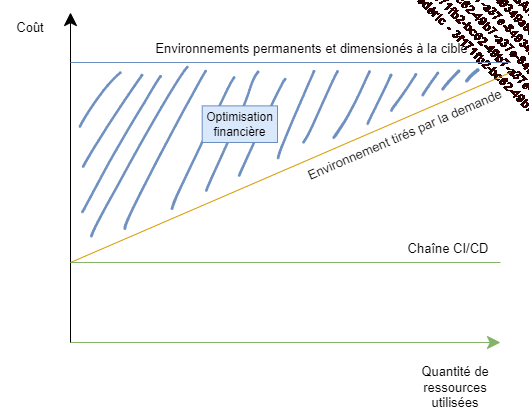 Coût
Environnements permanents et dimensionés à la cible
Optimisation
financière
Environnement tirés par la demande
Chaîne CI/CD
Quantité de
ressources
utilisées